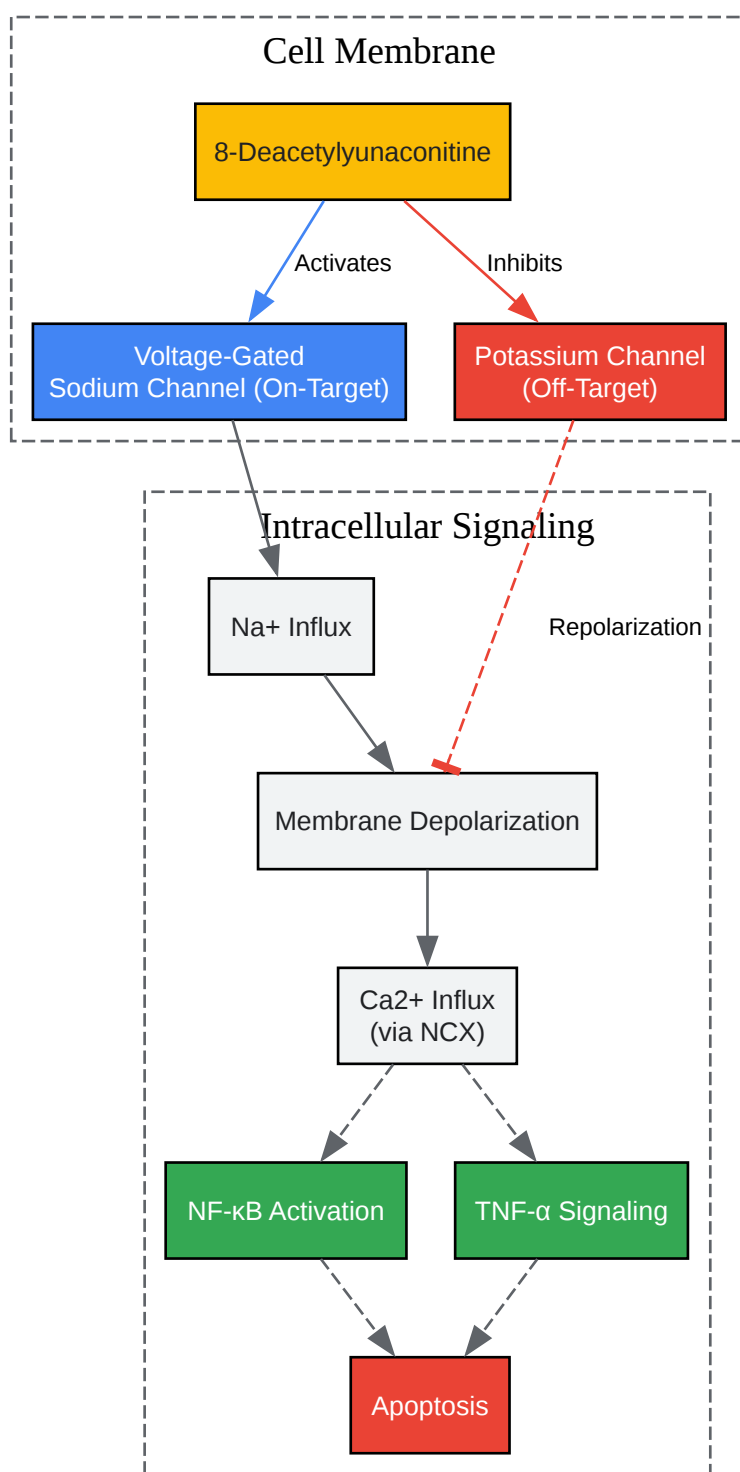 Cell Membrane
8-Deacetylyunaconitine
Activates
Inhibits
Voltage-Gated
Sodium Channel (On-Target)
Potassium Channel
(Off-Target)
Intracellular Signaling
Na+ Influx
Repolarization
Membrane Depolarization
Ca2+ Influx
(via NCX)
NF-κB Activation
TNF-α Signaling
Apoptosis